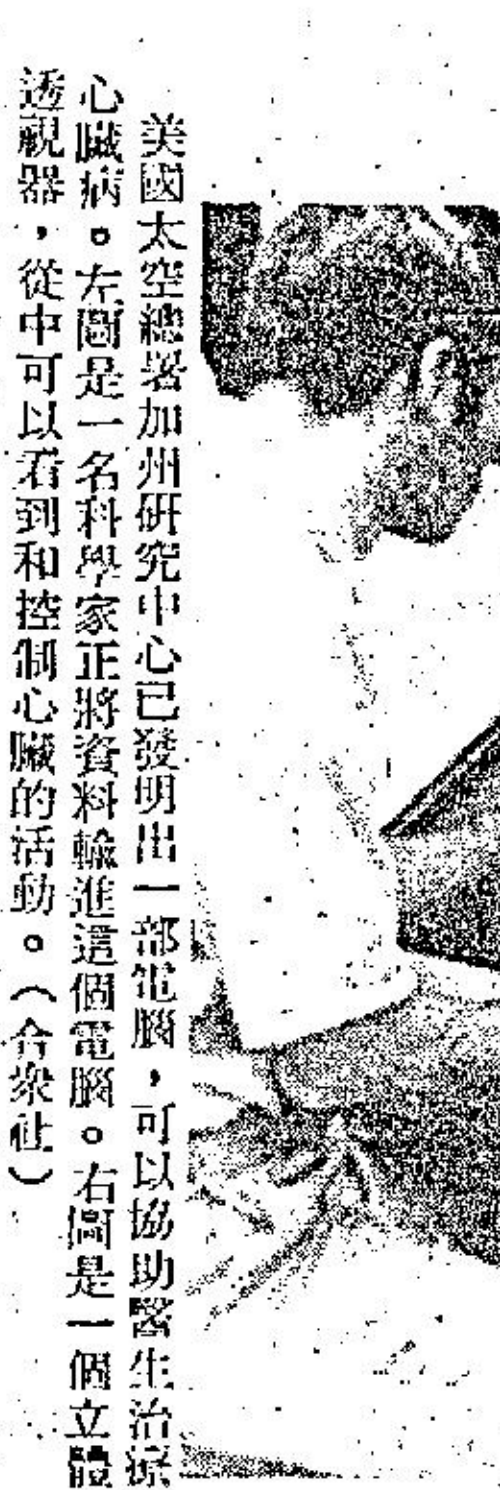 美國太空總署加州研究中心已發明出一部電腦，可以協助醫生治療
心臟病。左圖是一名科學家正將資料輸進這個電腦。右圖是一個立體
透視器，從中可以看到和控制心臟的活動。（合眾社）